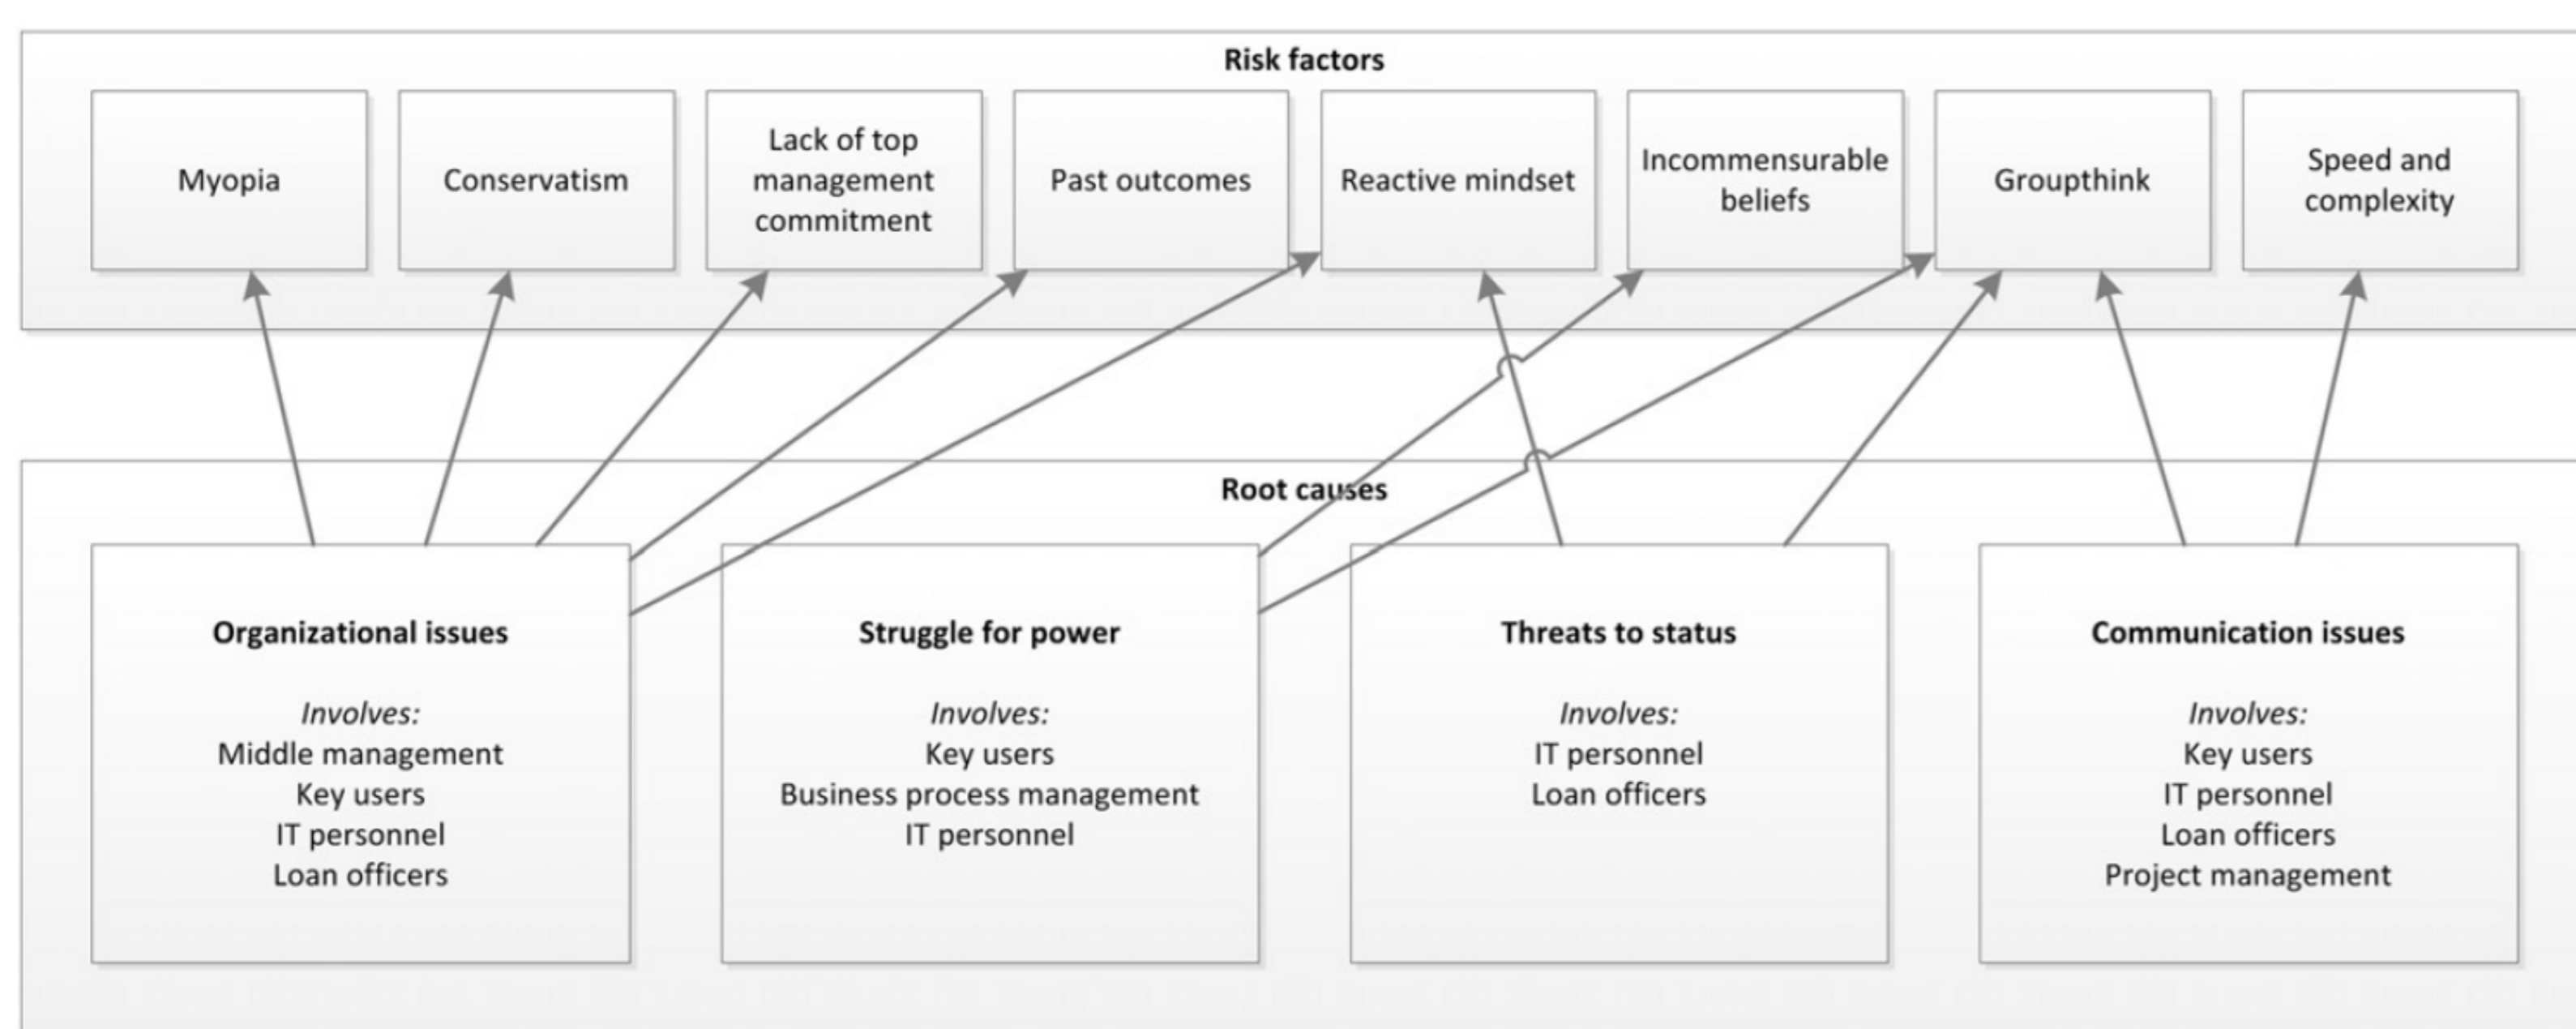 Risk factors
Myopia
Conservatism
Lack of top
management
commitment
Past outcomes
Reactive mindset
Incommensurable
beliefs
Groupthink
Speed and
complexity
Root causes
Organizational issues
Involves:
Middle management
Key users
IT personnel
Loan officers
Struggle for power
Involves:
Key users
Business process management
IT personnel
Threats to status
Involves:
IT personnel
Loan officers
Communication issues
Involves:
Key users
IT personnel
Loan officers
Project management